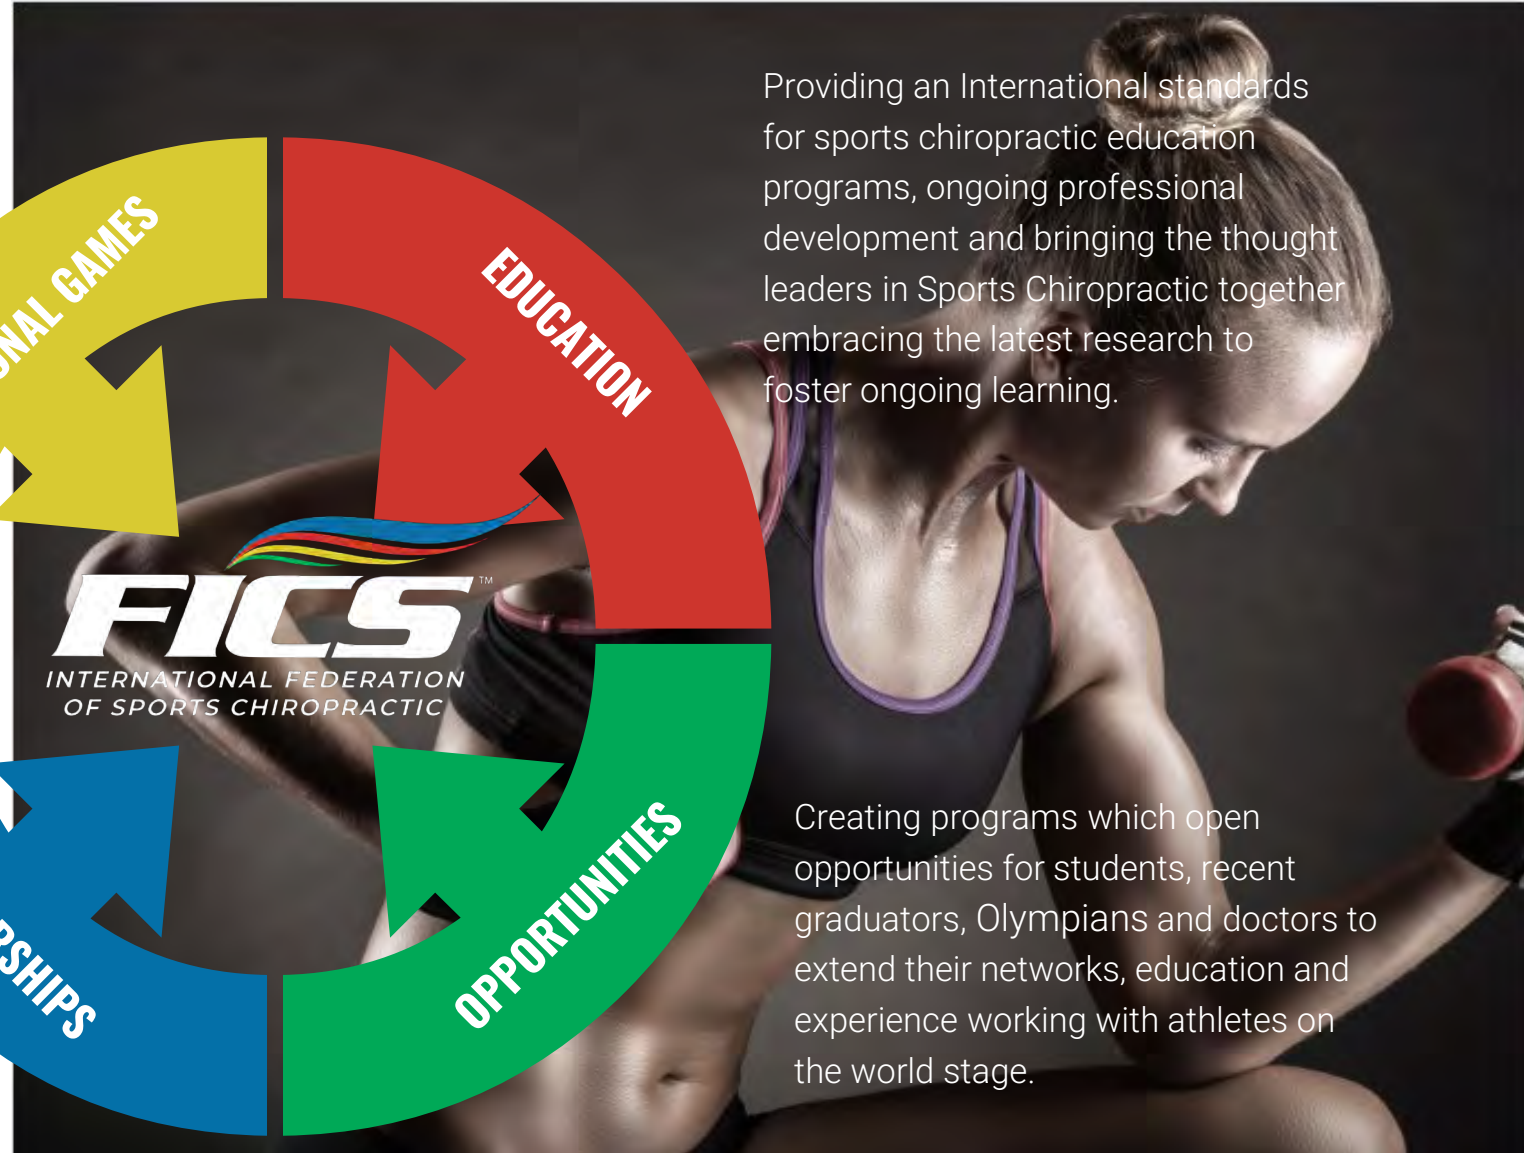 GAMES
EDUCATION
Providing an International standards
for sports chiropractic education
programs, ongoing professional
development and bringing the thought
leaders in Sports Chiropractic together
embracing the latest research to
foster ongoing learning.
FICS™
INTERNATIONAL FEDERATION
OF SPORTS CHIROPRACTIC
OPPORTUNITIES
Creating programs which open
opportunities for students, recent
graduators, Olympians and doctors to
extend their networks, education and
experience working with athletes on
the world stage.